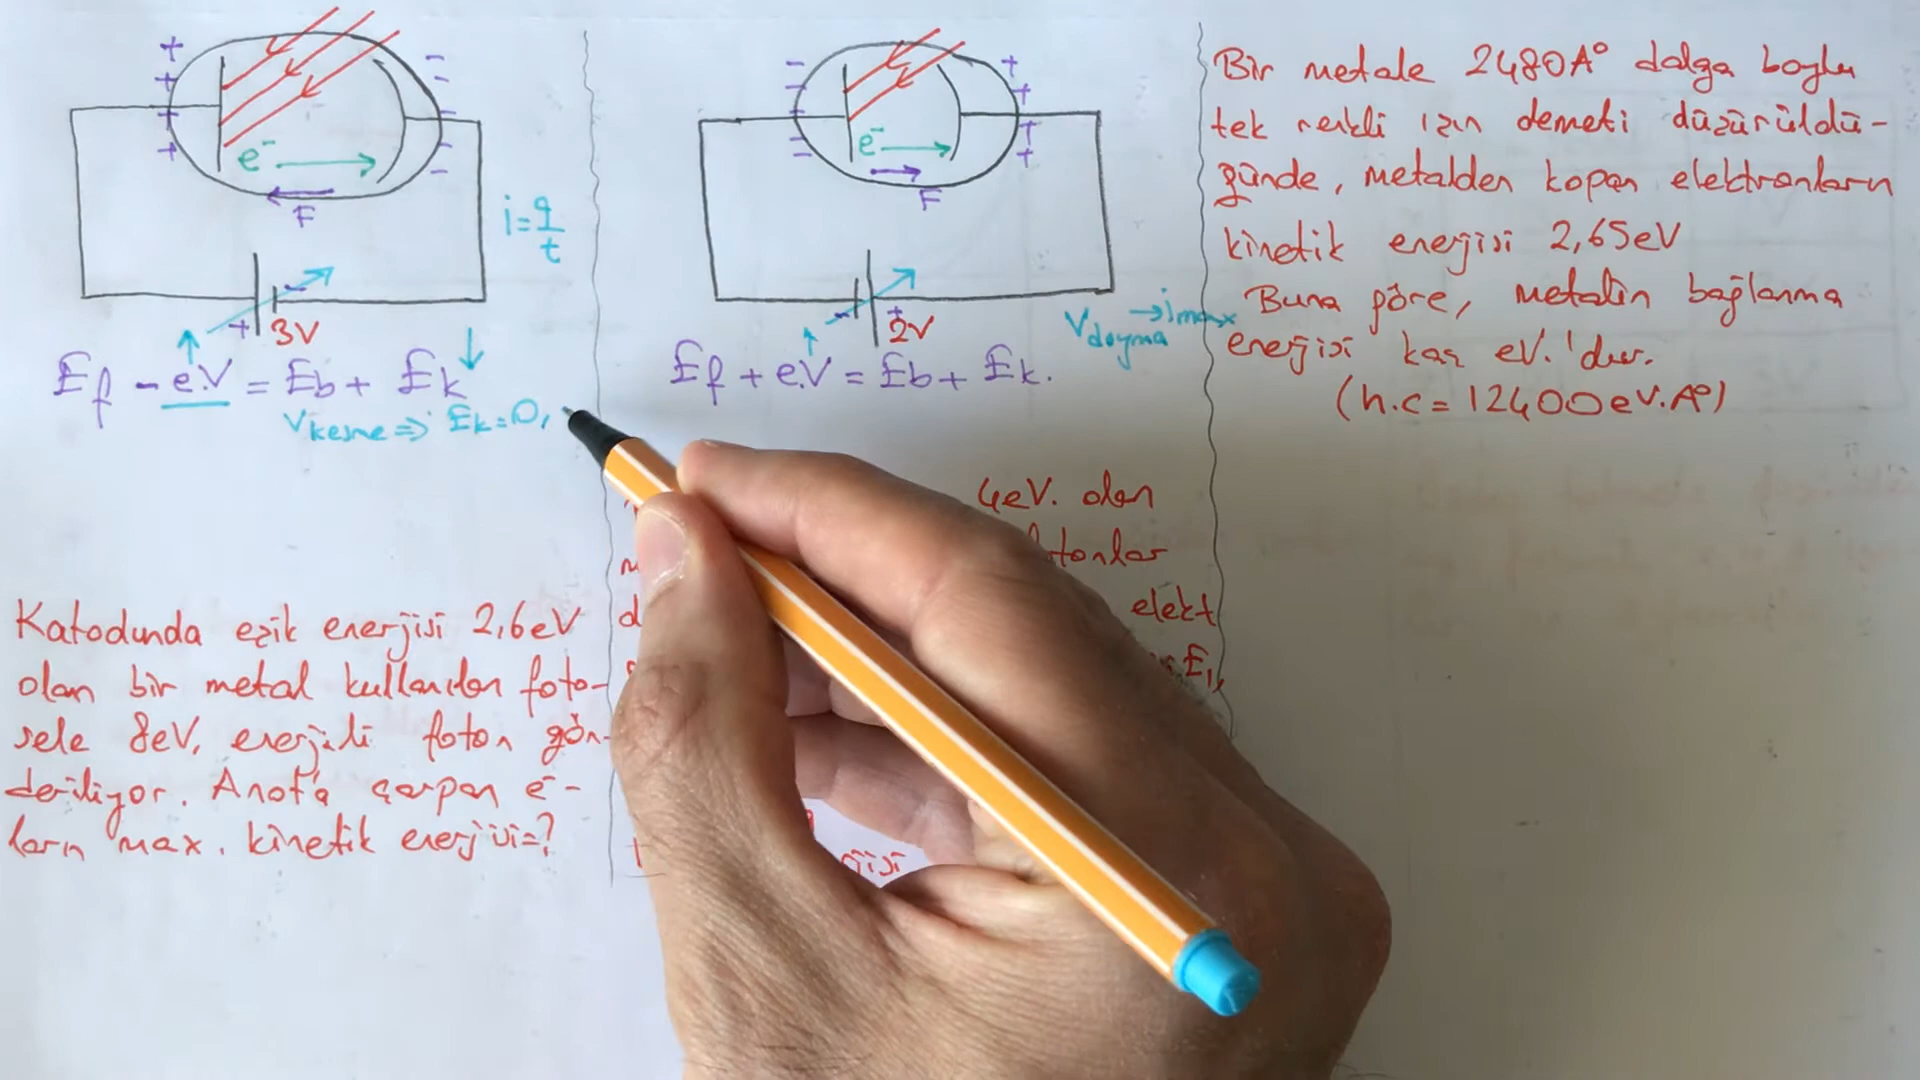 + + + +
- - - - -
e⁻
F
i = q/t
+ - 3V
Ef - e.V = Eb + Ek
Vkesme => Ek = 0,
Katodunda eşik enerjisi 2,6eV
olan bir metal kullanılan foto-
sele 8eV. enerjili foton gön-
deriliyor. Anot'a çarpan e⁻-
ların max. kinetik enerjisi=?
- - - - -
+ + + +
e⁻
F
- + 2V
Vdoyma → imax
Ef + e.V = Eb + Ek.
4eV. olan
elekt
E1,
Bir metale 2480A° dalga boylu
tek renkli ışın demeti düşürüldü-
ğünde, metalden kopan elektronların
kinetik enerjisi 2,65eV
Buna göre, metalin bağlanma
enerjisi kaç eV.'dur.
(h.c = 12400eV.A°)